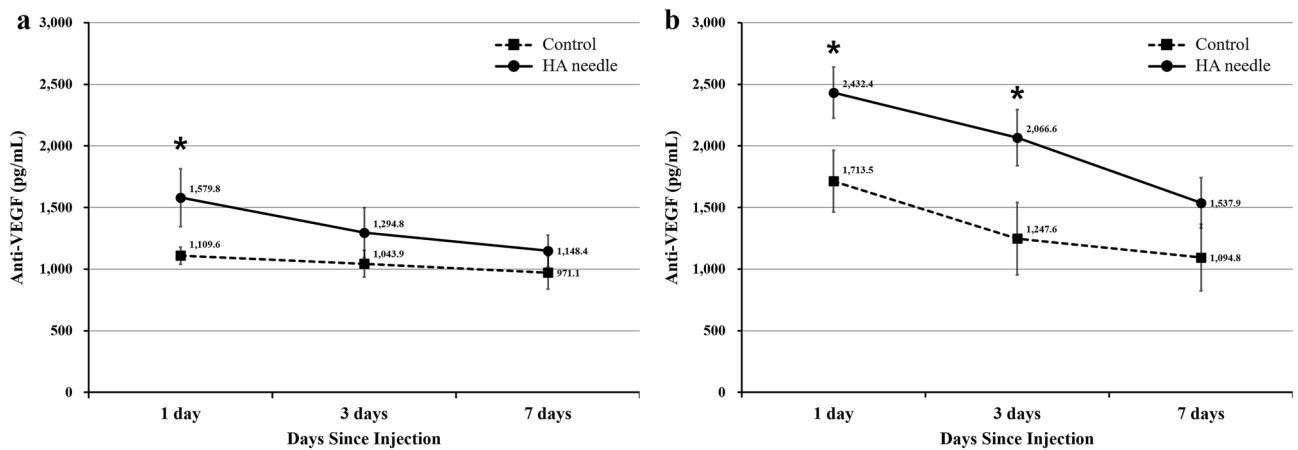 a
3,000
2,500
2,000
1,500
1,000
500
0
Anti-VEGF (pg/mL)
Control
HA needle
*
1,579.8
1,294.8
1,148.4
1,109.6
1,043.9
971.1
1 day
3 days
7 days
Days Since Injection
b
3,000
2,500
2,000
1,500
1,000
500
0
Anti-VEGF (pg/mL)
Control
HA needle
*
*
2,432.4
2,066.6
1,537.9
1,713.5
1,247.6
1,094.8
1 day
3 days
7 days
Days Since Injection